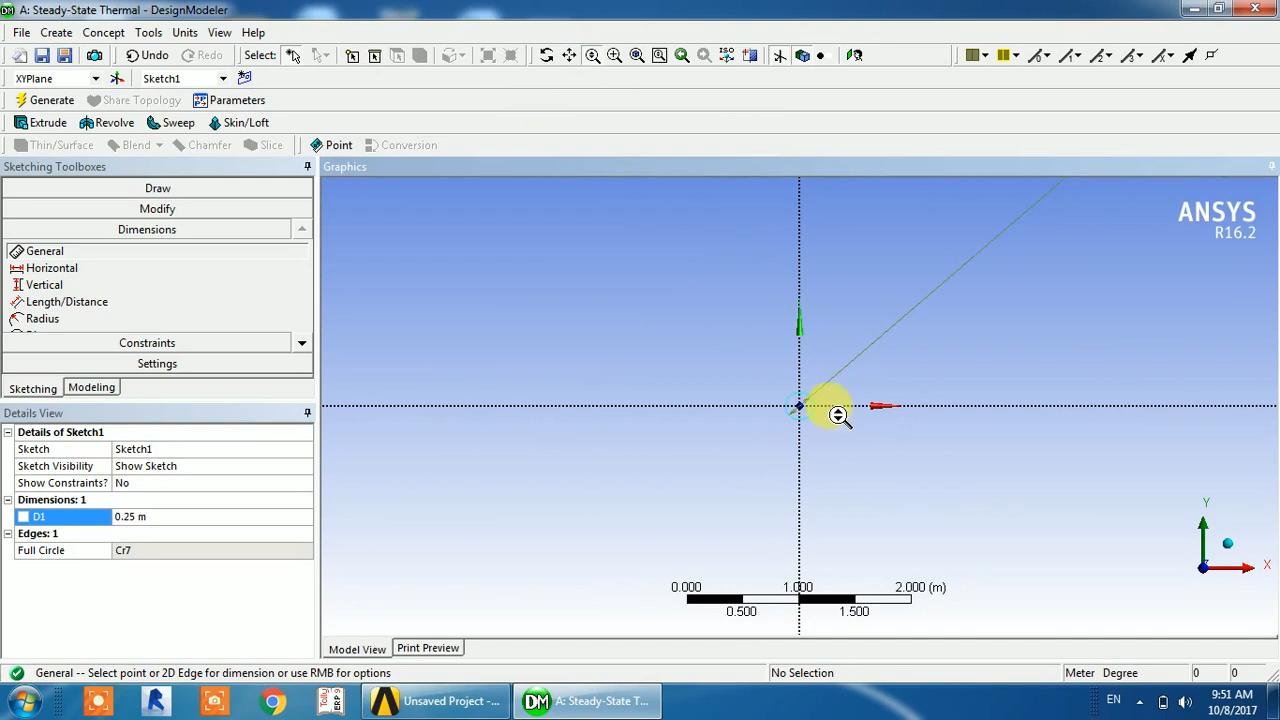 A: Steady-State Thermal - DesignModeler
File Create Concept Tools Units View Help
Undo Redo Select:
XYPlane Sketch1
Generate Share Topology Parameters
Extrude Revolve Sweep Skin/Loft
Thin/Surface Blend Chamfer Slice Point Conversion
Sketching Toolboxes
Graphics
Draw
Modify
Dimensions
General
Horizontal
Vertical
Length/Distance
Radius
Constraints
Settings
Sketching Modeling
Details View
Details of Sketch1
Sketch Sketch1
Sketch Visibility Show Sketch
Show Constraints? No
Dimensions: 1
D1 0.25 m
Edges: 1
Full Circle Cr7
ANSYS
R16.2
Y
X
0.000 1.000 2.000 (m)
0.500 1.500
Model View Print Preview
General -- Select point or 2D Edge for dimension or use RMB for options
No Selection Meter Degree 0 0
Unsaved Project -...
A: Steady-State T...
EN
9:51 AM
10/8/2017